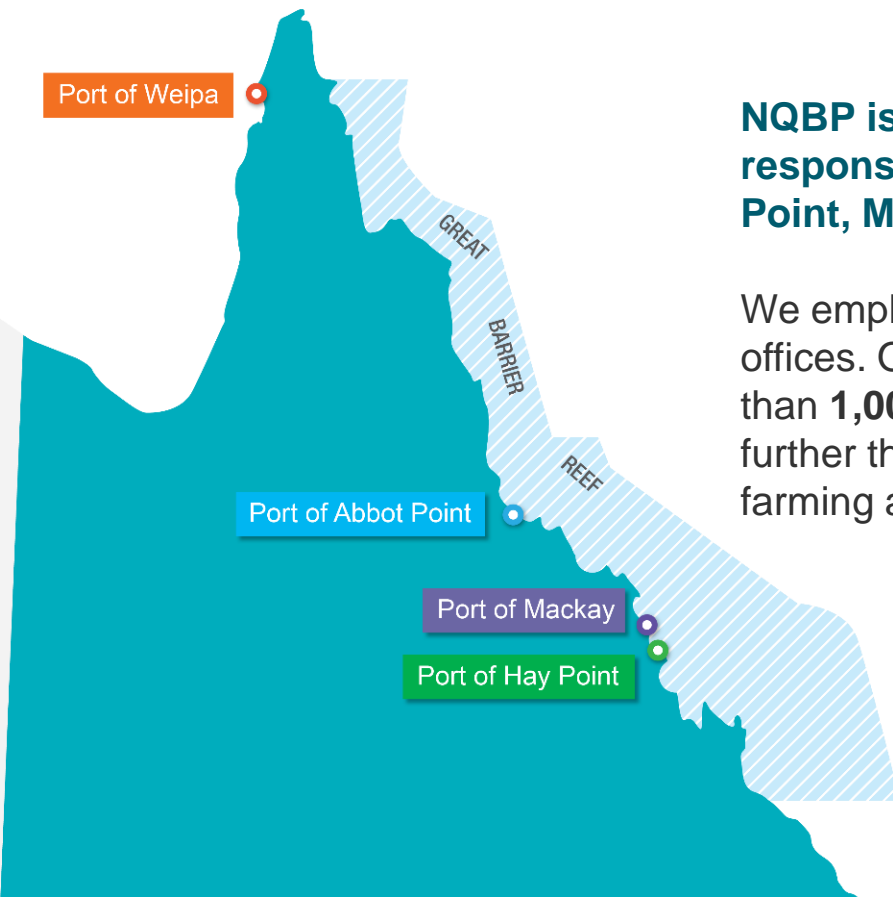 Port of Weipa
NQBP is
respons
Point, M
GREAT
We empl
BARRIER
offices. O
than 1,00
further th
REEF
farming a
Port of Abbot Point
Port of Mackay
Port of Hay Point